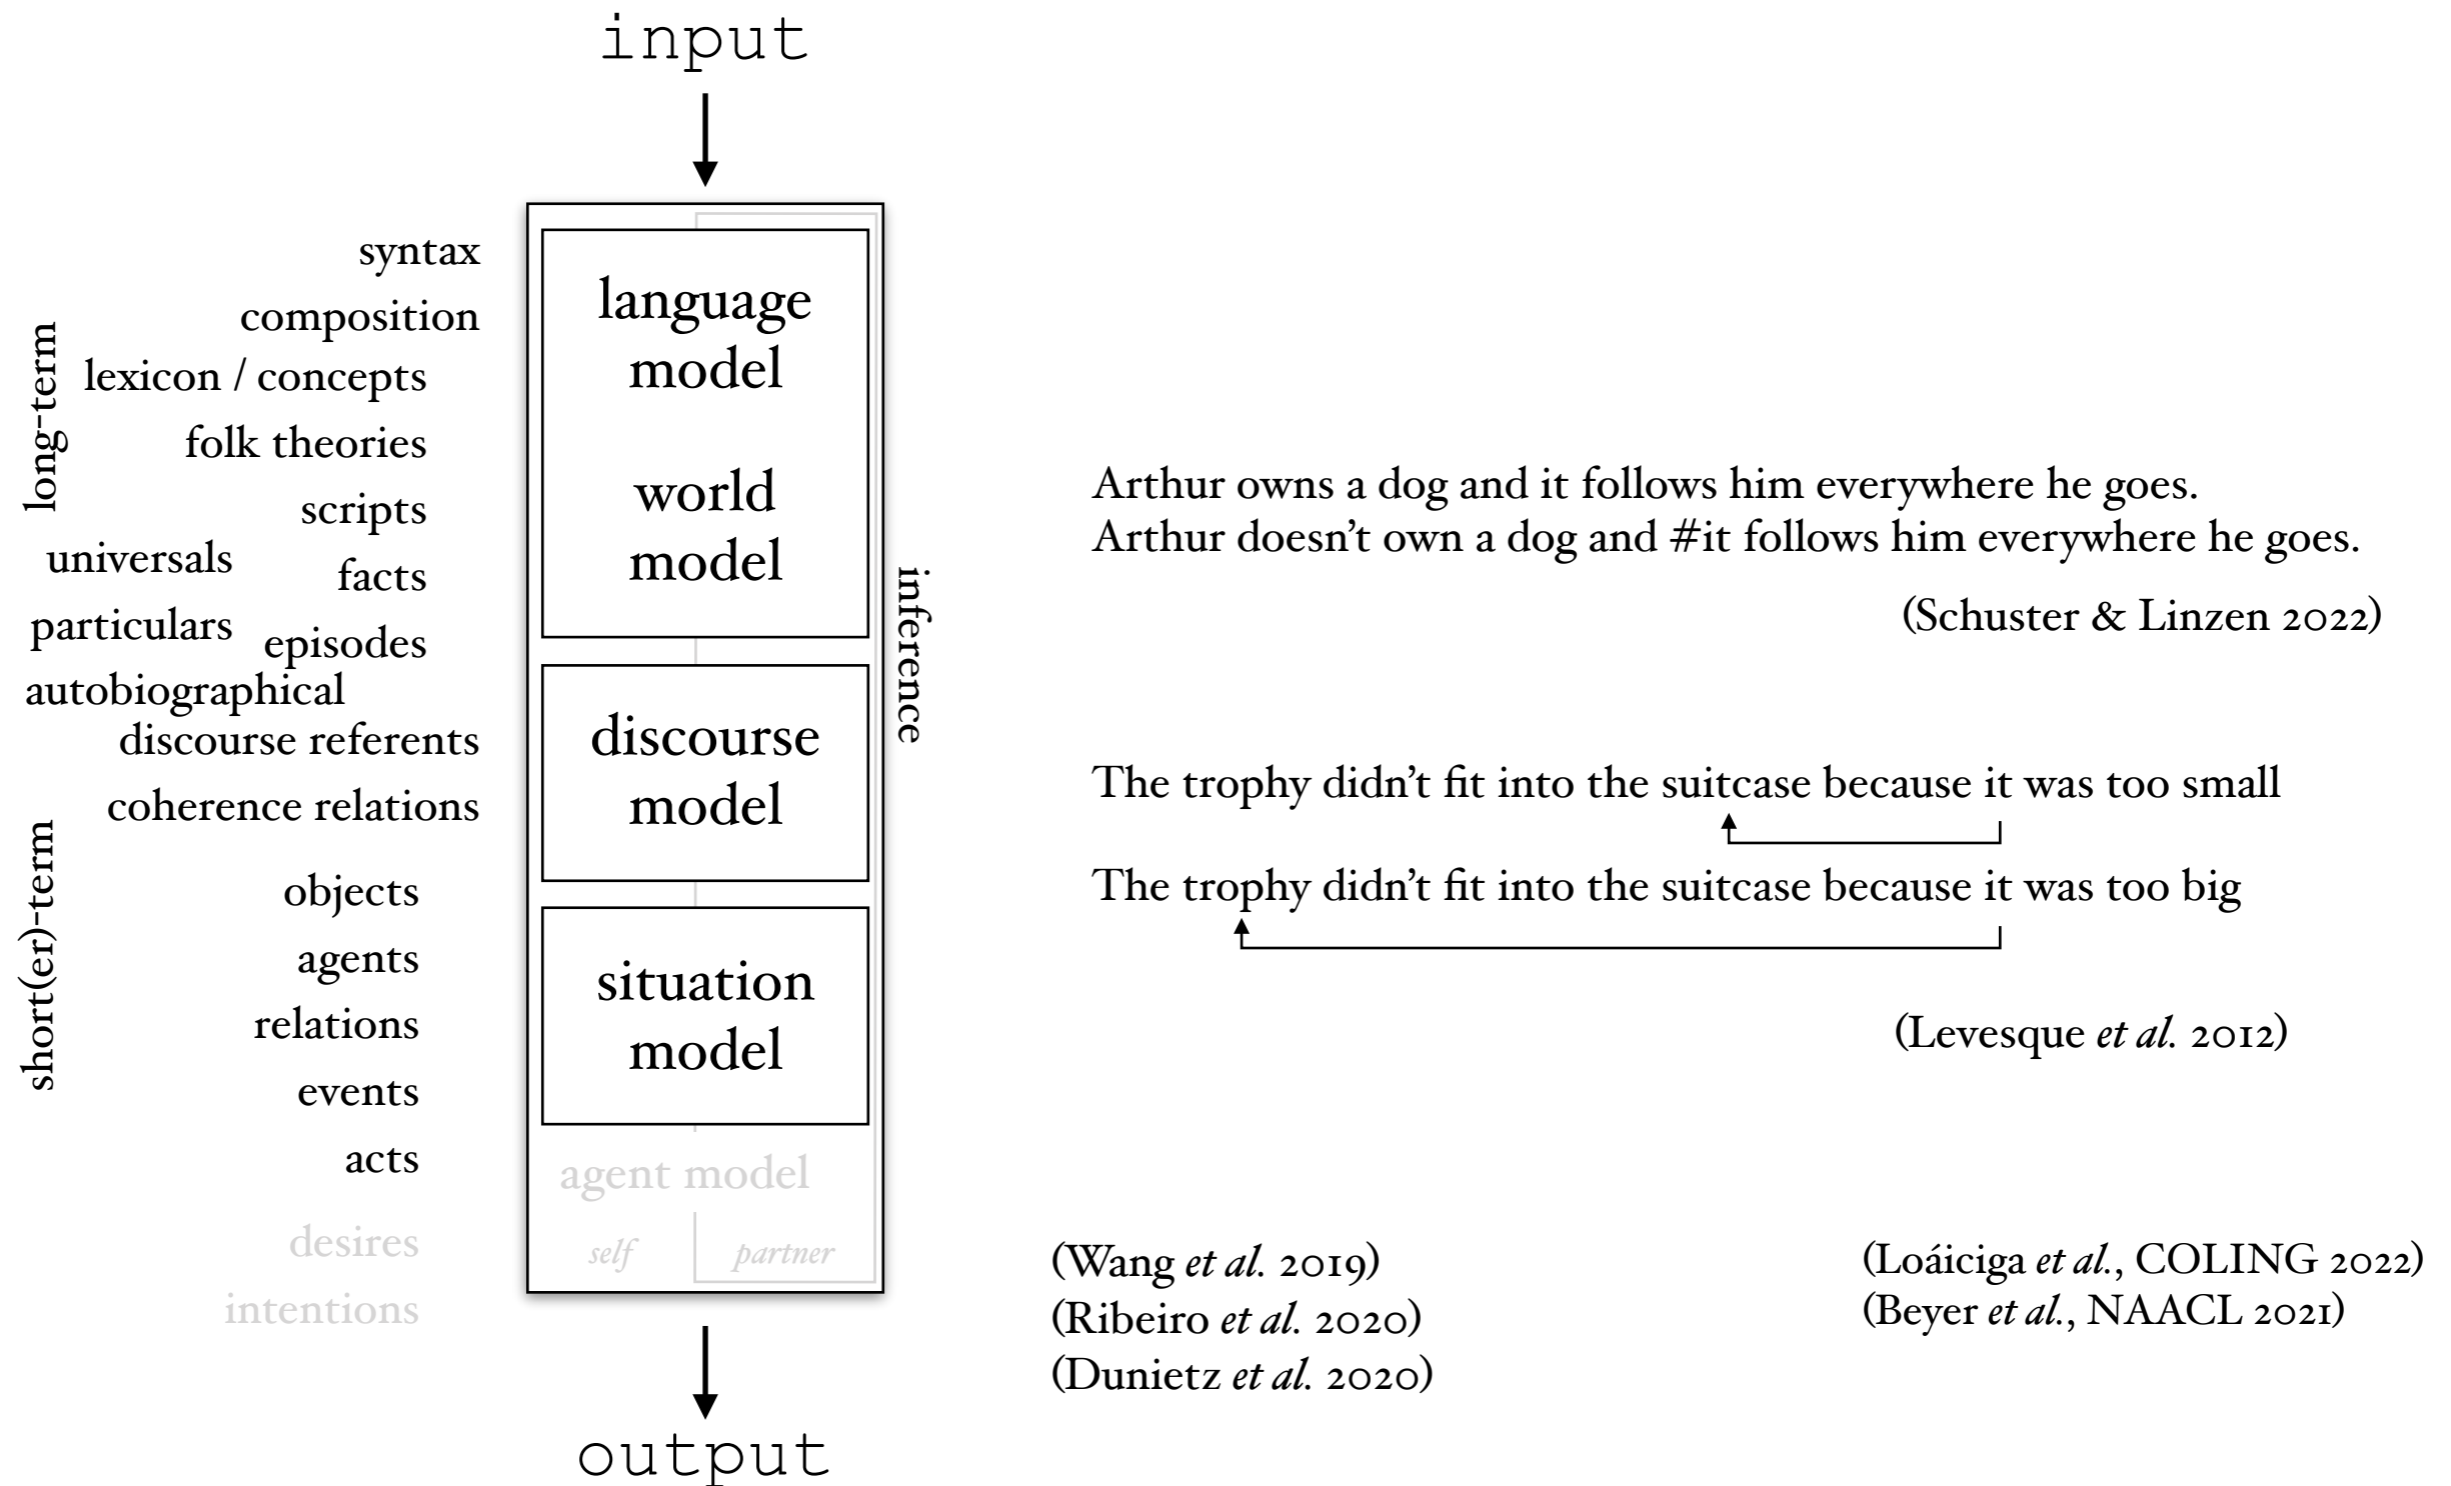 input
syntax
composition
lexicon / concepts
folk theories
scripts
universals
facts
particulars
episodes
autobiographical
discourse referents
coherence relations
objects
agents
relations
events
acts
desires
intentions
long-term
short(er)-term
language
model
world
model
discourse
model
situation
model
agent model
self
partner
inference
output
Arthur owns a dog and it follows him everywhere he goes.
Arthur doesn’t own a dog and #it follows him everywhere he goes.
(Schuster & Linzen 2022)
The trophy didn’t fit into the suitcase because it was too small
The trophy didn’t fit into the suitcase because it was too big
(Levesque et al. 2012)
(Wang et al. 2019)
(Ribeiro et al. 2020)
(Dunietz et al. 2020)
(Loáiciga et al., COLING 2022)
(Beyer et al., NAACL 2021)